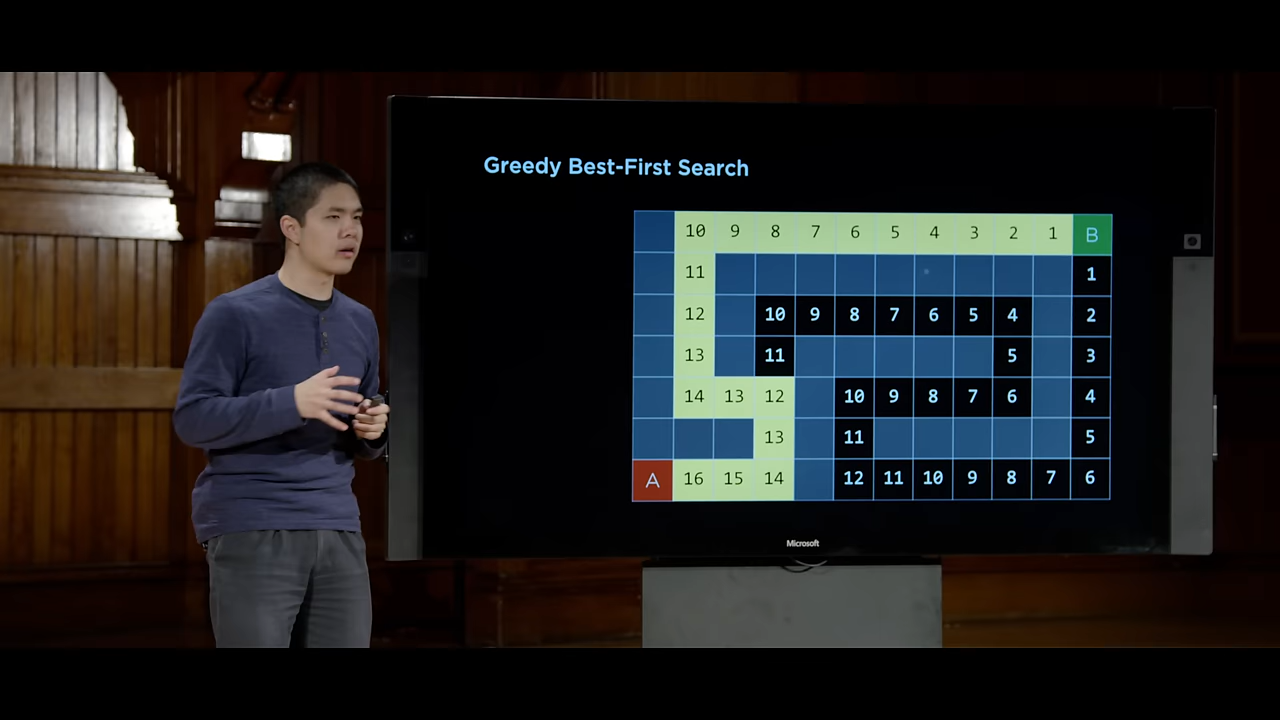 Greedy Best-First Search
10 9 8 7 6 5 4 3 2 1 B
11 1
12 10 9 8 7 6 5 4 2
13 11 5 3
14 13 12 10 9 8 7 6 4
13 11 5
A 16 15 14 12 11 10 9 8 7 6
Microsoft